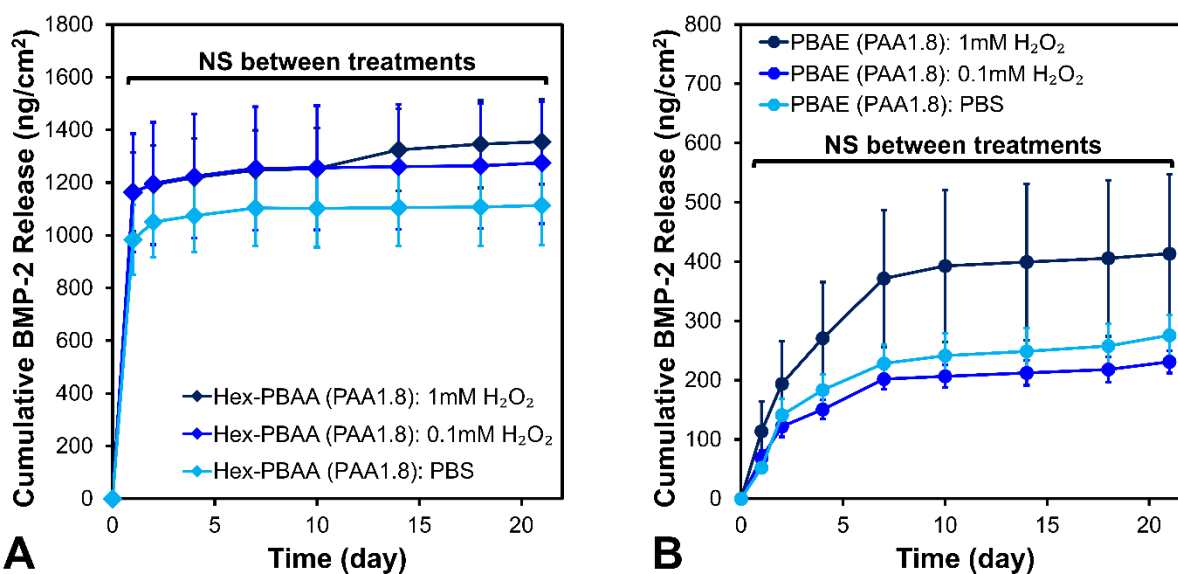 Cumulative BMP-2 Release (ng/cm²)
1800
1600
1400
1200
1000
800
600
400
200
0
NS between treatments
Hex-PBAA (PAA1.8): 1mM H₂O₂
Hex-PBAA (PAA1.8): 0.1mM H₂O₂
Hex-PBAA (PAA1.8): PBS
0 5 10 15 20
Time (day)
A
Cumulative BMP-2 Release (ng/cm²)
800
700
600
500
400
300
200
100
0
PBAE (PAA1.8): 1mM H₂O₂
PBAE (PAA1.8): 0.1mM H₂O₂
PBAE (PAA1.8): PBS
NS between treatments
0 5 10 15 20
Time (day)
B